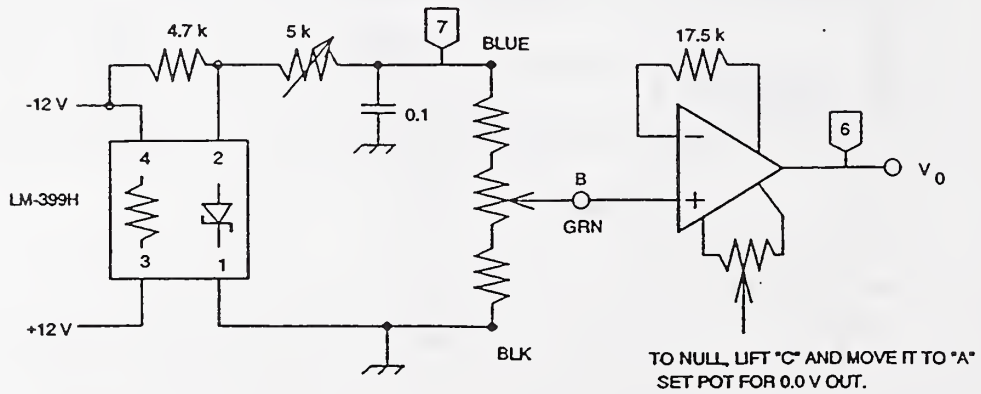 4.7 k
5 k
7
BLUE
17.5 k
-12 V
0.1
6
4
2
−
LM-399H
B
V0
GRN
+
3
1
+12 V
BLK
TO NULL, LIFT "C" AND MOVE IT TO "A"
SET POT FOR 0.0 V OUT.